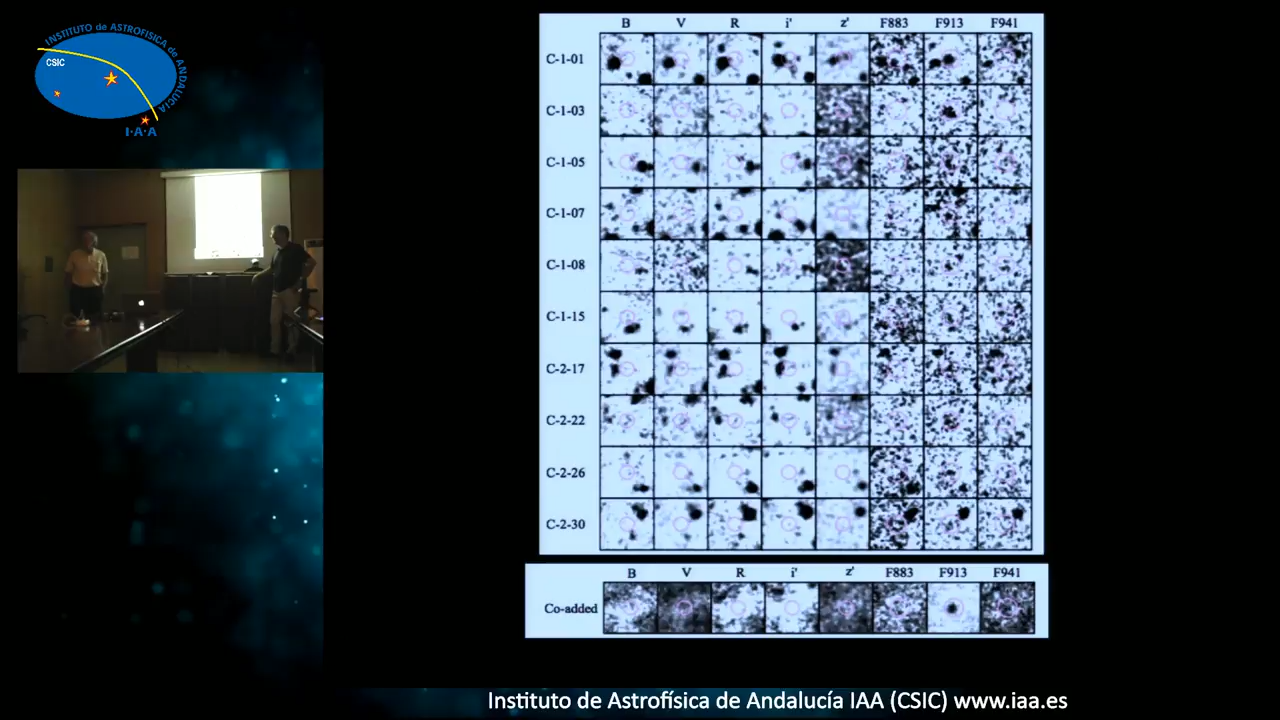 INSTITUTO de ASTROFÍSICA de ANDALUCÍA
CSIC
I·A·A
B V R i' z' F883 F913 F941
C-1-01
C-1-03
C-1-05
C-1-07
C-1-08
C-1-15
C-2-17
C-2-22
C-2-26
C-2-30
B V R i' z' F883 F913 F941
Co-added
Instituto de Astrofísica de Andalucía IAA (CSIC) www.iaa.es